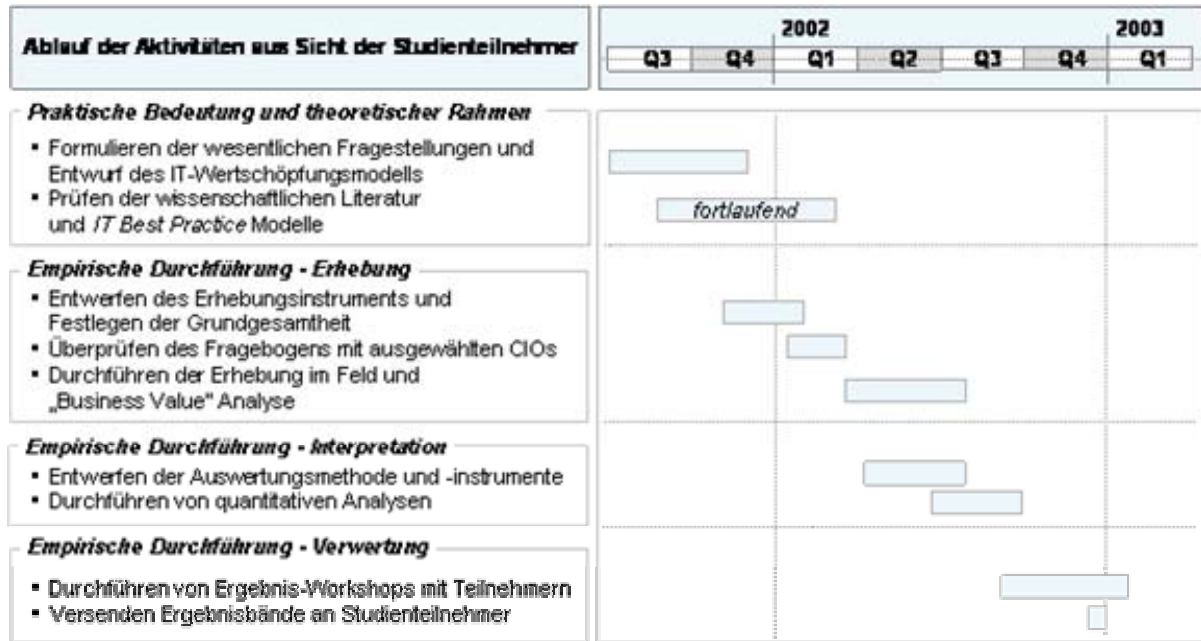 Ablauf der Aktivitäten aus Sicht der Studienteilnehmer
2002 2003
Q3 Q4 Q1 Q2 Q3 Q4 Q1
Praktische Bedeutung und theoretischer Rahmen
▪ Formulieren der wesentlichen Fragestellungen und
Entwurf des IT-Wertschöpfungsmodells
▪ Prüfen der wissenschaftlichen Literatur
und IT Best Practice Modelle
fortlaufend
Empirische Durchführung - Erhebung
▪ Entwerfen des Erhebungsinstruments und
Festlegen der Grundgesamtheit
▪ Überprüfen des Fragebogens mit ausgewählten CIOs
▪ Durchführen der Erhebung im Feld und
„Business Value" Analyse
Empirische Durchführung - Interpretation
▪ Entwerfen der Auswertungsmethode und -instrumente
▪ Durchführen von quantitativen Analysen
Empirische Durchführung - Verwertung
▪ Durchführen von Ergebnis-Workshops mit Teilnehmern
▪ Versenden Ergebnisbände an Studienteilnehmer